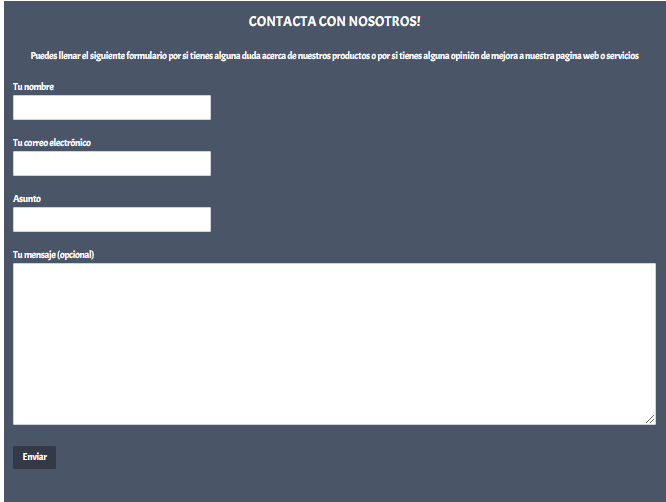 CONTACTA CON NOSOTROS!
Puedes llenar el siguiente formulario por si tienes alguna duda acerca de nuestros productos o por si tienes alguna opinión de mejora a nuestra pagina web o servicios
Tu nombre
Tu correo electrónico
Asunto
Tu mensaje (opcional)
Enviar